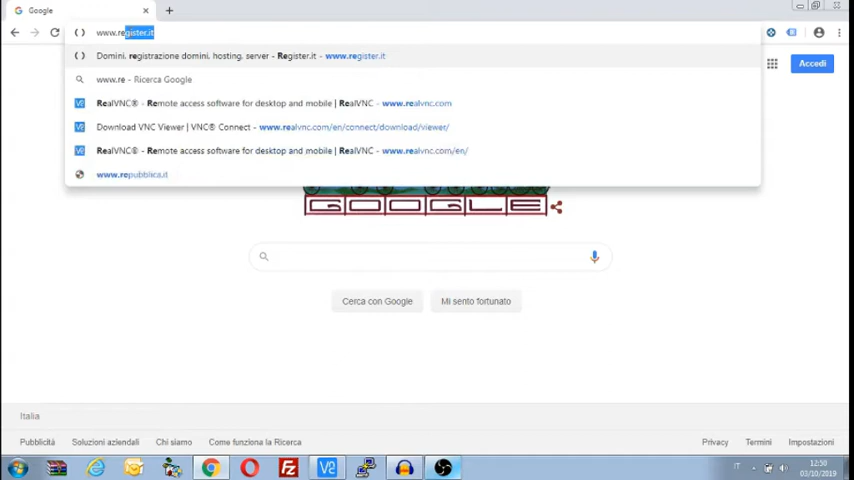 Google
www.register.it
Domini, registrazione domini, hosting, server - Register.it - www.register.it
www.re - Ricerca Google
RealVNC® - Remote access software for desktop and mobile | RealVNC - www.realvnc.com
Download VNC Viewer | VNC® Connect - www.realvnc.com/en/connect/download/viewer/
RealVNC® - Remote access software for desktop and mobile | RealVNC - www.realvnc.com/en/
www.repubblica.it
Accedi
GOOGLE
Cerca con Google
Mi sento fortunato
Italia
Pubblicità Soluzioni aziendali Chi siamo Come funziona la Ricerca
Privacy Termini Impostazioni
IT
12:50
03/10/2019